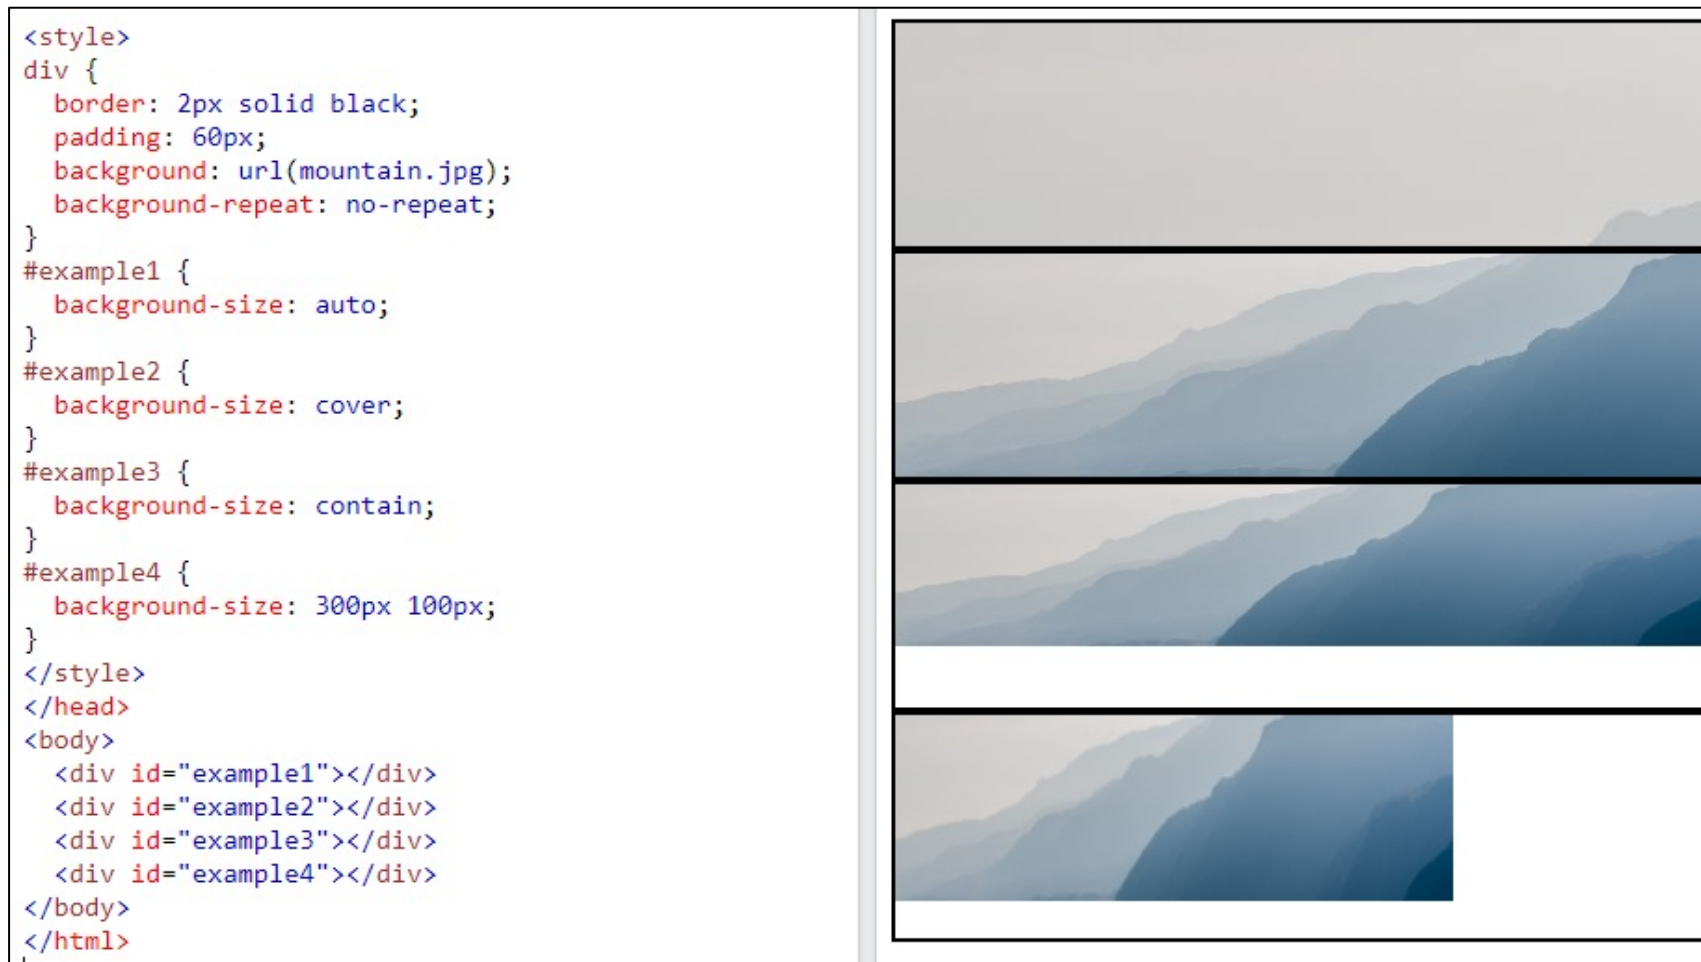 <style>
div {
  border: 2px solid black;
  padding: 60px;
  background: url(mountain.jpg);
  background-repeat: no-repeat;
}
#example1 {
  background-size: auto;
}
#example2 {
  background-size: cover;
}
#example3 {
  background-size: contain;
}
#example4 {
  background-size: 300px 100px;
}
</style>
</head>
<body>
  <div id="example1"></div>
  <div id="example2"></div>
  <div id="example3"></div>
  <div id="example4"></div>
</body>
</html>